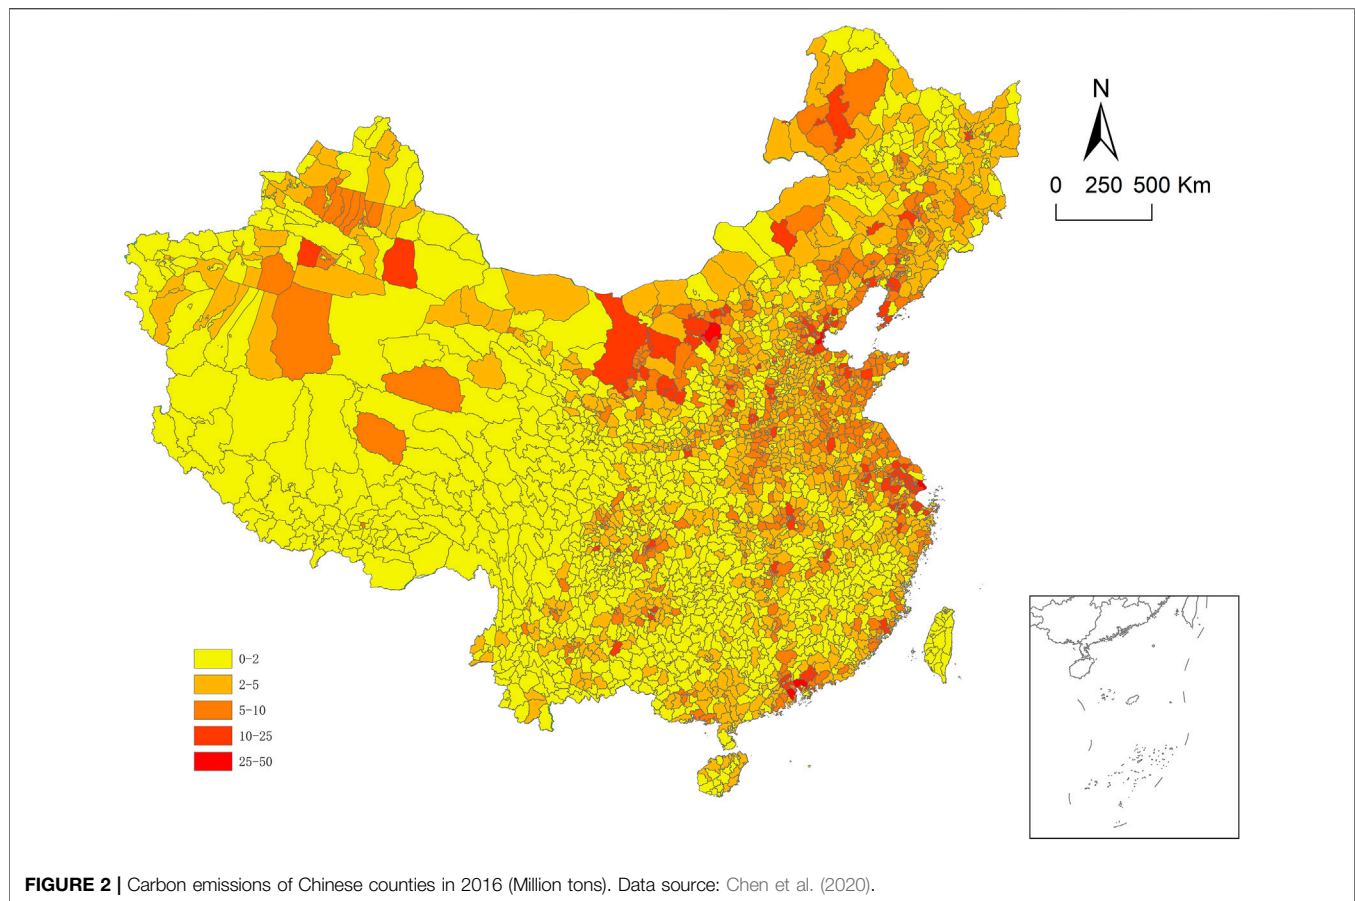 N
0 250 500 Km
0-2
2-5
5-10
10-25
25-50
FIGURE 2 | Carbon emissions of Chinese counties in 2016 (Million tons). Data source: Chen et al. (2020).